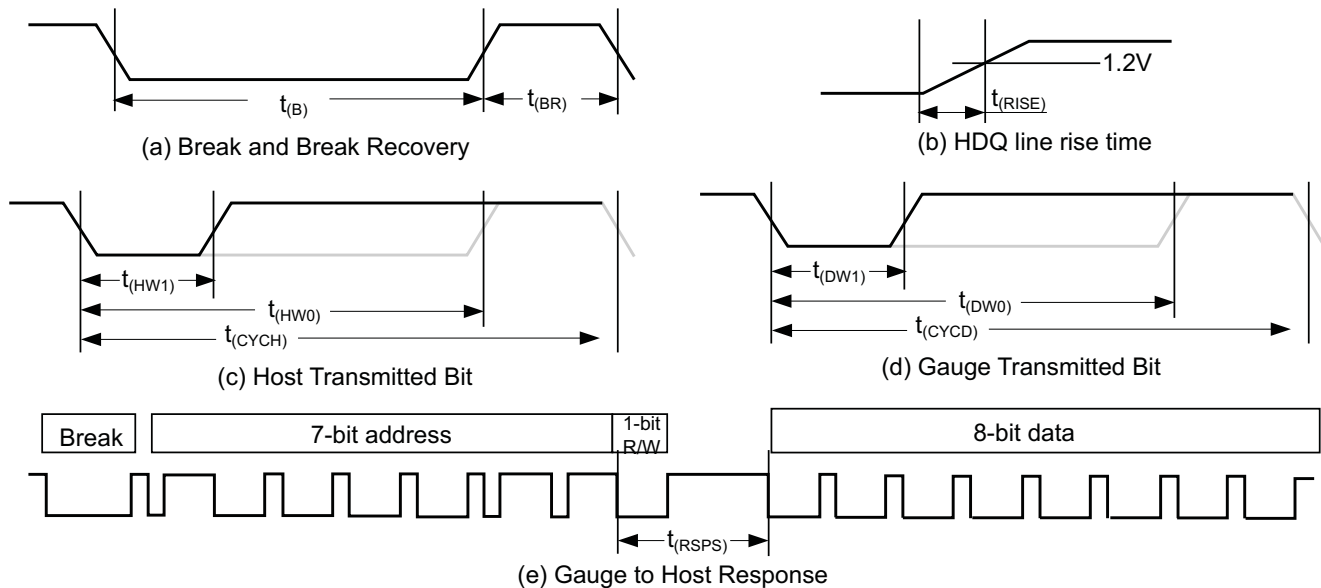 t(B)
t(BR)
(a) Break and Break Recovery
1.2V
t(RISE)
(b) HDQ line rise time
t(HW1)
t(HW0)
t(CYCH)
(c) Host Transmitted Bit
t(DW1)
t(DW0)
t(CYCD)
(d) Gauge Transmitted Bit
Break
7-bit address
1-bit
R/W
8-bit data
t(RSPS)
(e) Gauge to Host Response